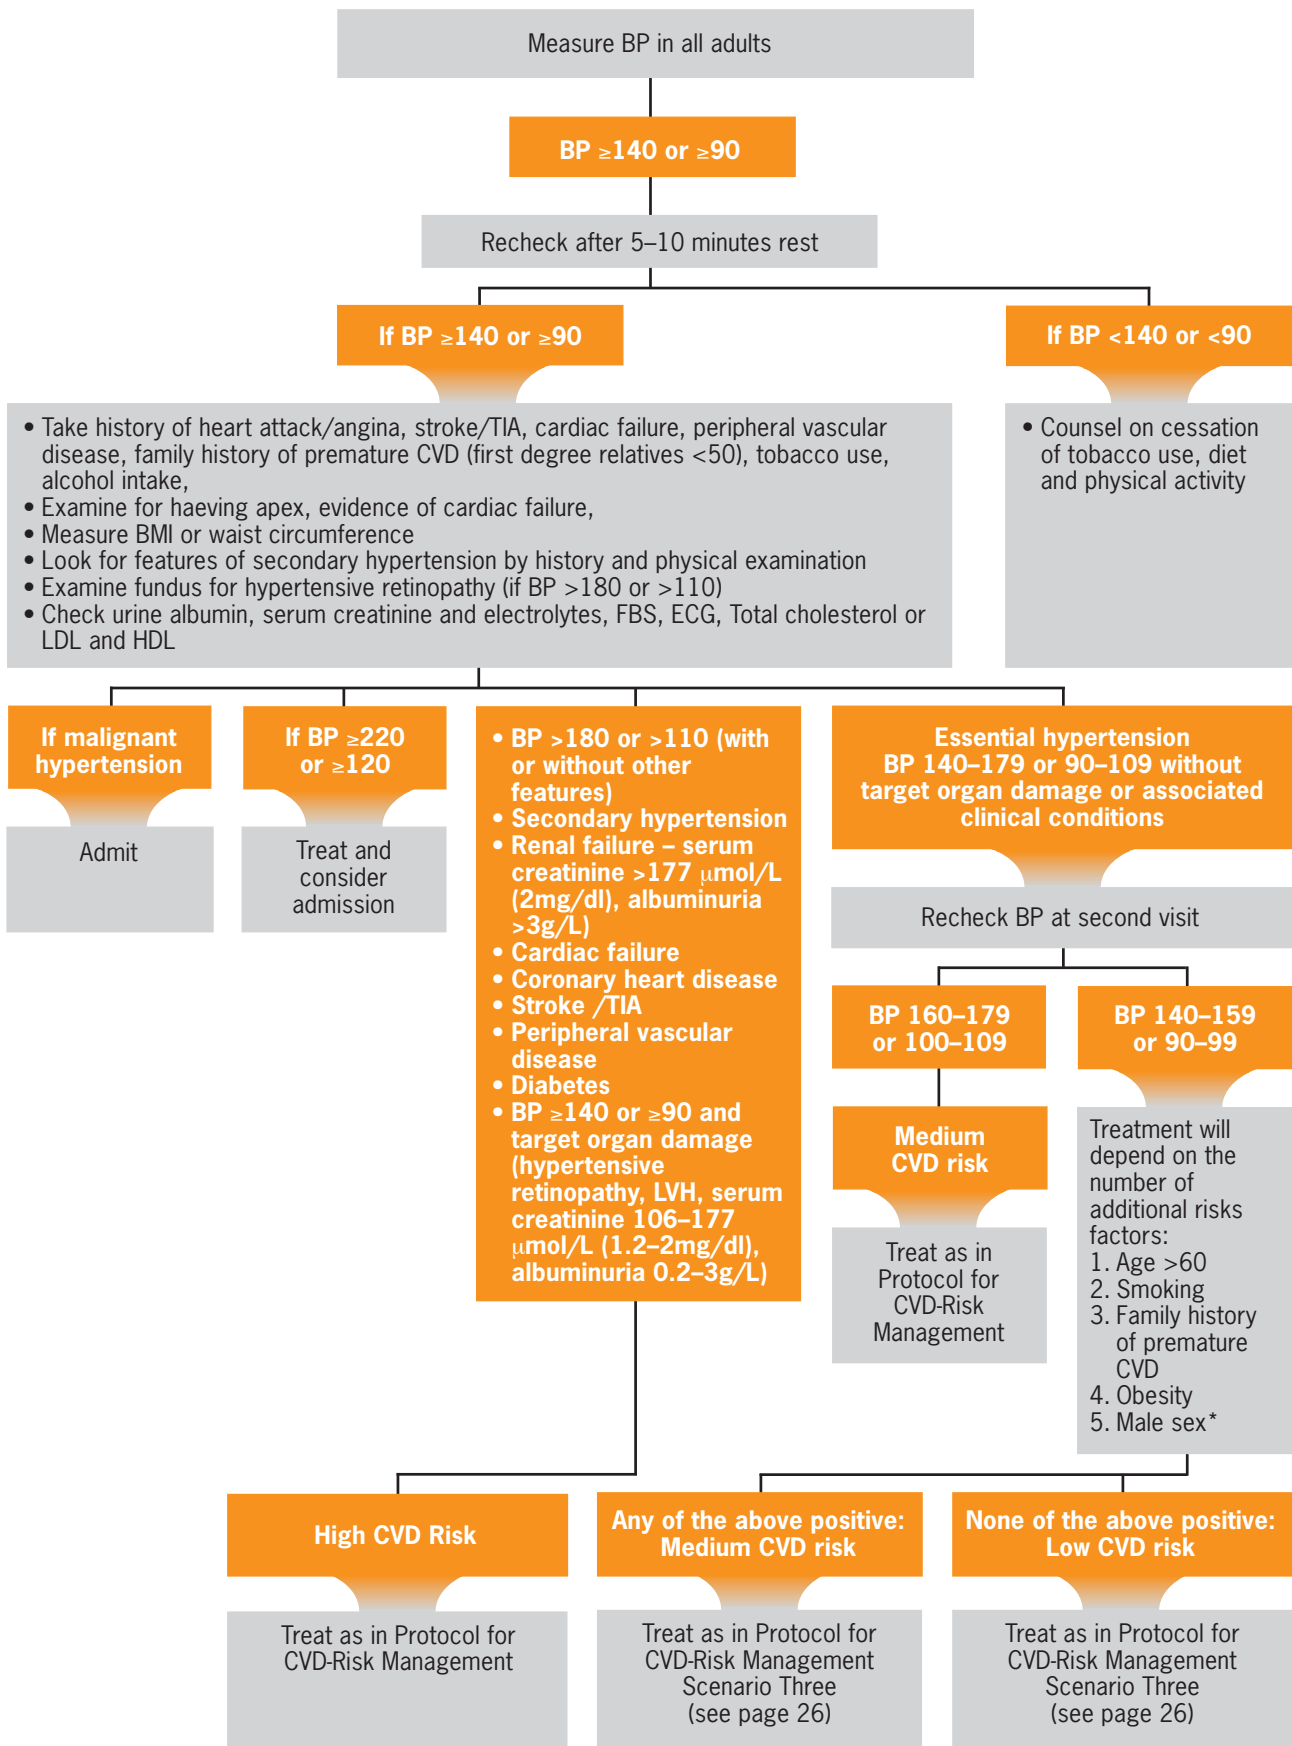 Measure BP in all adults
BP ≥140 or ≥90
Recheck after 5–10 minutes rest
If BP ≥140 or ≥90
If BP <140 or <90
• Take history of heart attack/angina, stroke/TIA, cardiac failure, peripheral vascular
disease, family history of premature CVD (first degree relatives <50), tobacco use,
alcohol intake,
• Examine for haeving apex, evidence of cardiac failure,
• Measure BMI or waist circumference
• Look for features of secondary hypertension by history and physical examination
• Examine fundus for hypertensive retinopathy (if BP >180 or >110)
• Check urine albumin, serum creatinine and electrolytes, FBS, ECG, Total cholesterol or
LDL and HDL
• Counsel on cessation
of tobacco use, diet
and physical activity
If malignant
hypertension
Admit
If BP ≥220
or ≥120
Treat and
consider
admission
• BP >180 or >110 (with
or without other
features)
• Secondary hypertension
• Renal failure – serum
creatinine >177 μmol/L
(2mg/dl), albuminuria
>3g/L)
• Cardiac failure
• Coronary heart disease
• Stroke /TIA
• Peripheral vascular
disease
• Diabetes
• BP ≥140 or ≥90 and
target organ damage
(hypertensive
retinopathy, LVH, serum
creatinine 106–177
μmol/L (1.2–2mg/dl),
albuminuria 0.2–3g/L)
Essential hypertension
BP 140–179 or 90–109 without
target organ damage or associated
clinical conditions
Recheck BP at second visit
BP 160–179
or 100–109
Medium
CVD risk
Treat as in
Protocol for
CVD-Risk
Management
BP 140–159
or 90–99
Treatment will
depend on the
number of
additional risks
factors:
1. Age >60
2. Smoking
3. Family history
of premature
CVD
4. Obesity
5. Male sex*
High CVD Risk
Treat as in Protocol for
CVD-Risk Management
Any of the above positive:
Medium CVD risk
Treat as in Protocol for
CVD-Risk Management
Scenario Three
(see page 26)
None of the above positive:
Low CVD risk
Treat as in Protocol for
CVD-Risk Management
Scenario Three
(see page 26)